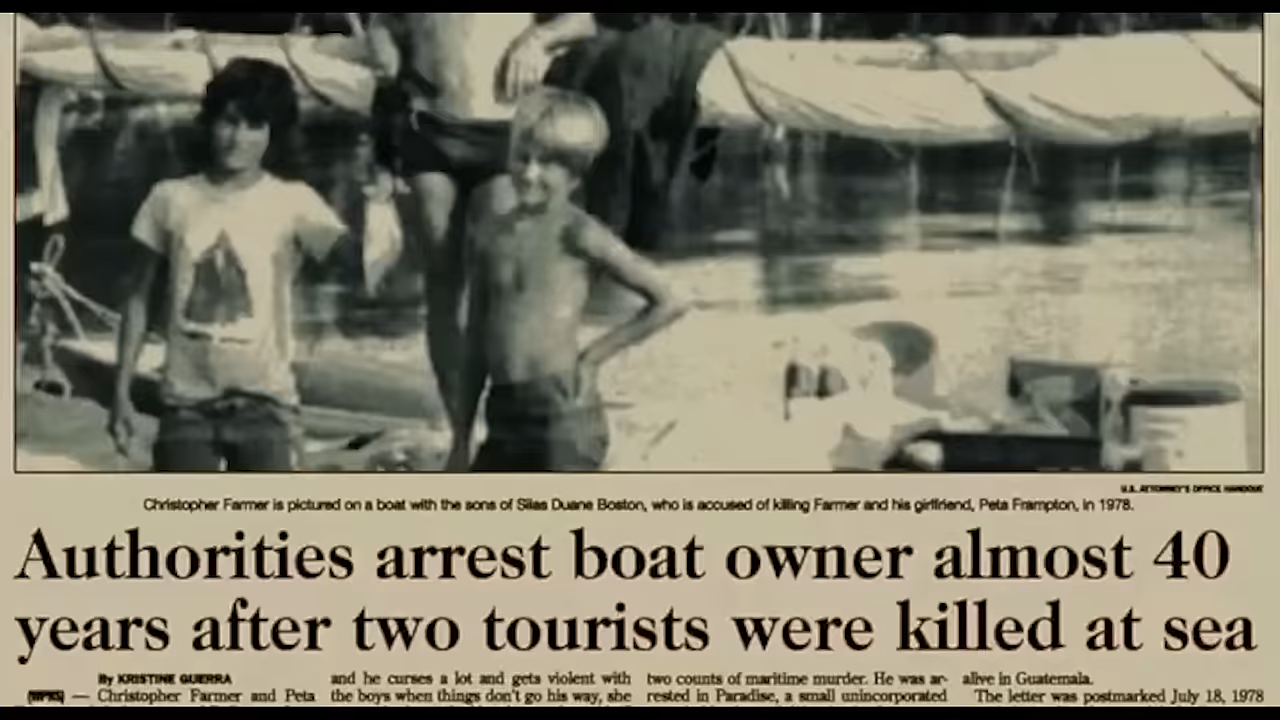 U.S. ATTORNEY'S OFFICE HANDOUT
Christopher Farmer is pictured on a boat with the sons of Silas Duane Boston, who is accused of killing Farmer and his girlfriend, Peta Frampton, in 1978.
Authorities arrest boat owner almost 40
years after two tourists were killed at sea
By KRISTINE GUERRA
— Christopher Farmer and Peta
and he curses a lot and gets violent with
the boys when things don't go his way, she
two counts of maritime murder. He was ar-
rested in Paradise, a small unincorporated
alive in Guatemala.
The letter was postmarked July 18, 1978